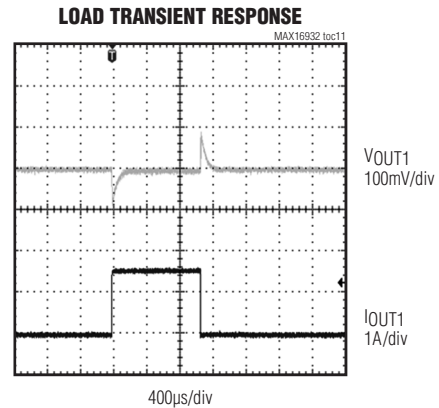 LOAD TRANSIENT RESPONSE
MAX16932 toc11
T
VOUT1
100mV/div
IOUT1
1A/div
400µs/div